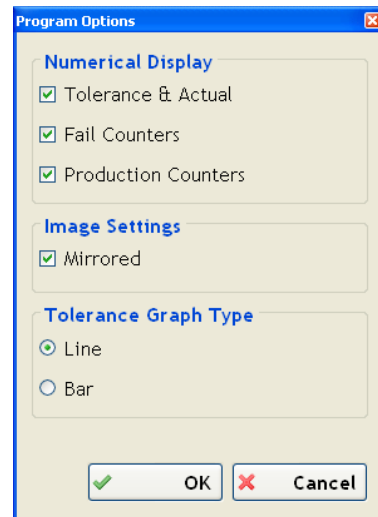 Program Options
Numerical Display
Tolerance & Actual
Fail Counters
Production Counters
Image Settings
Mirrored
Tolerance Graph Type
Line
Bar
OK
Cancel